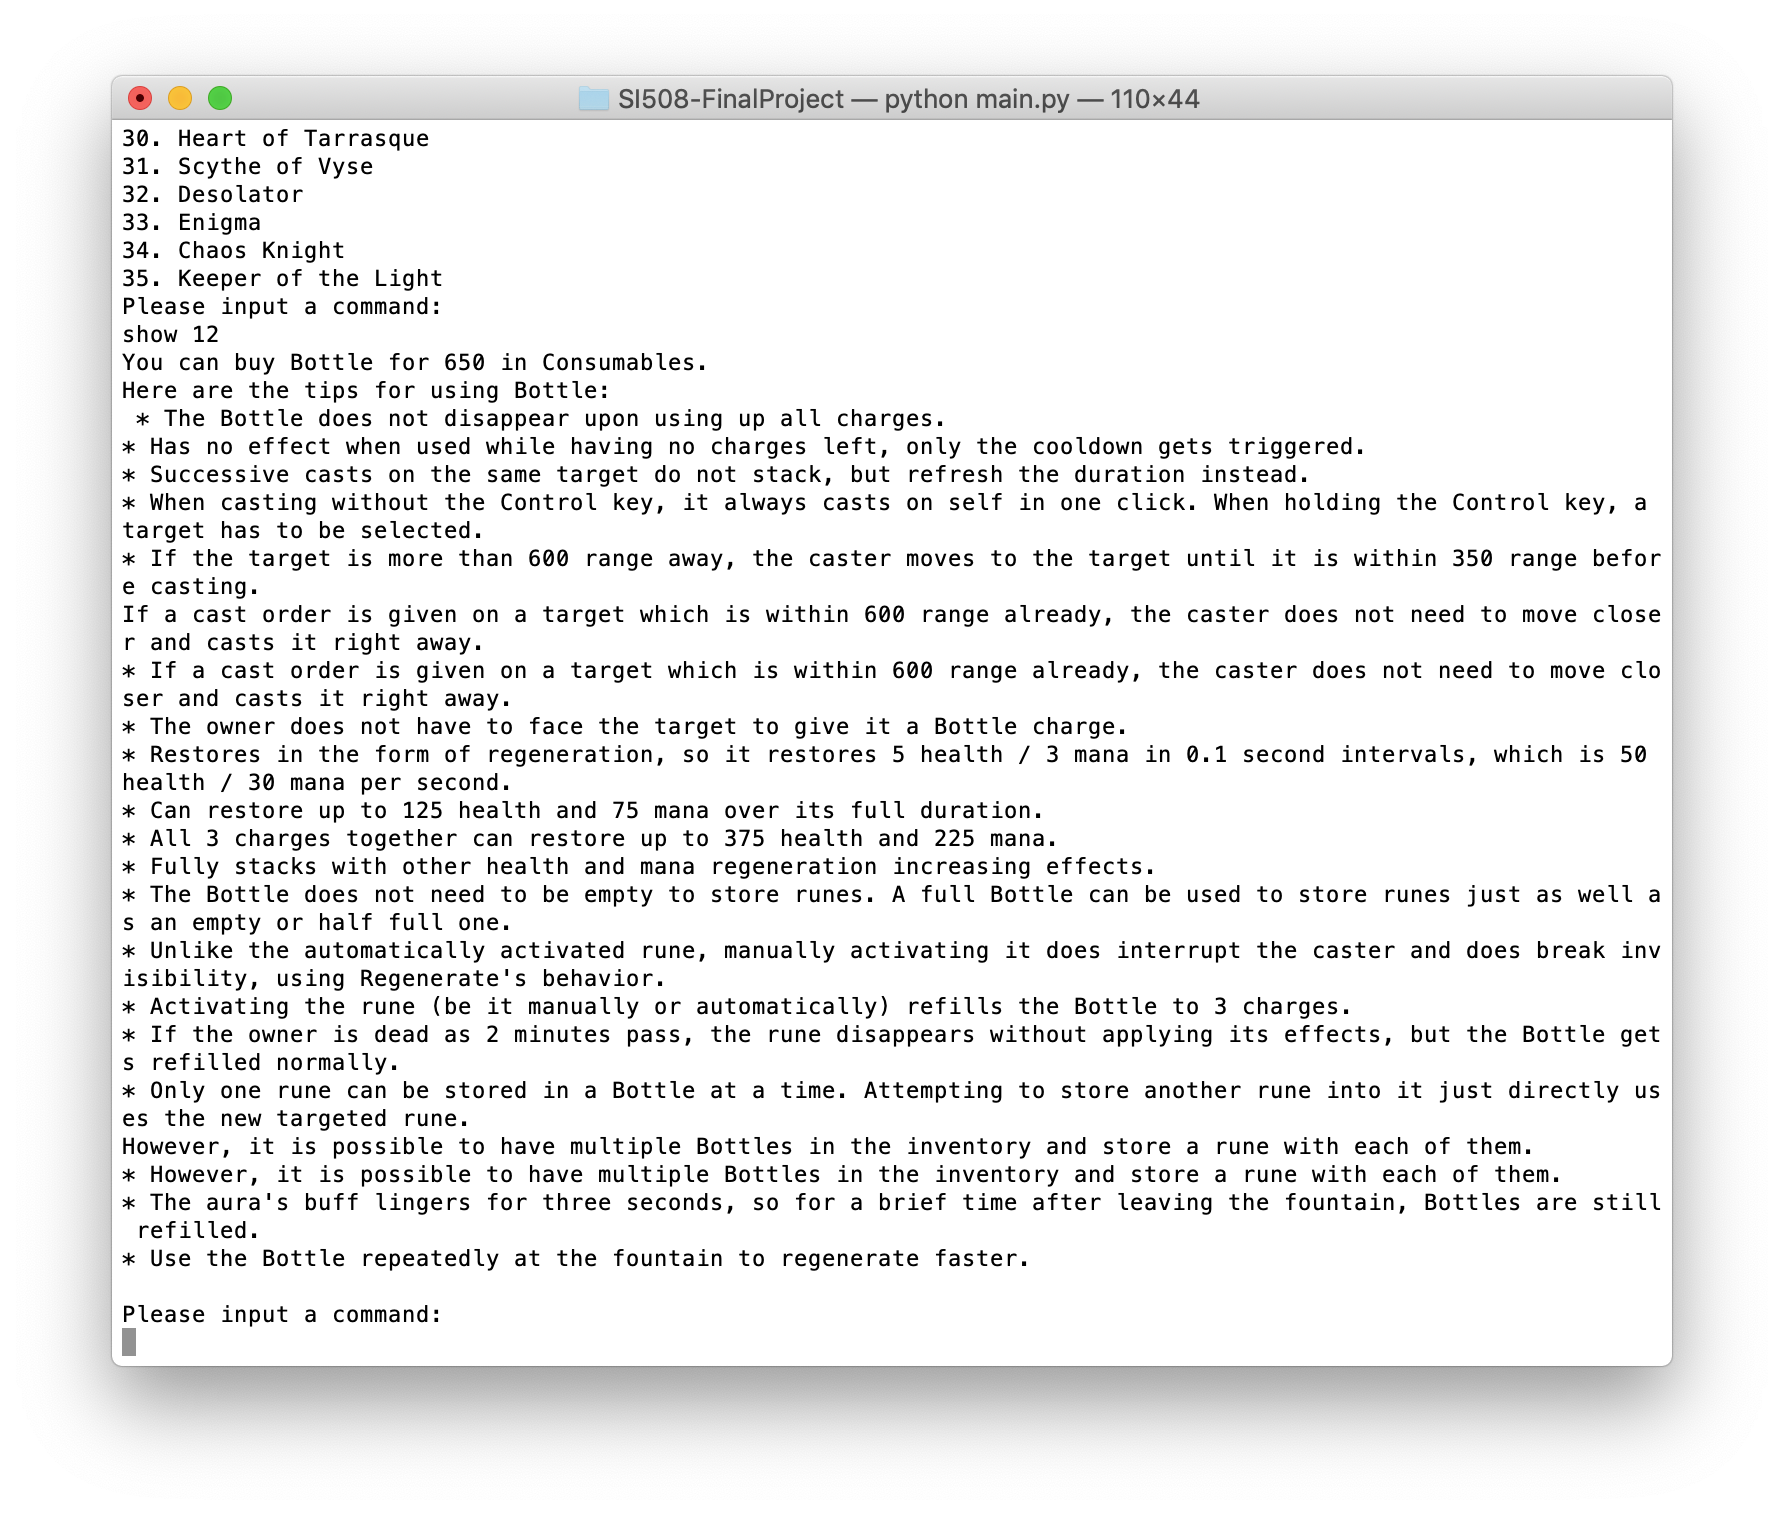 SI508-FinalProject — python main.py — 110×44
30. Heart of Tarrasque
31. Scythe of Vyse
32. Desolator
33. Enigma
34. Chaos Knight
35. Keeper of the Light
Please input a command:
show 12
You can buy Bottle for 650 in Consumables.
Here are the tips for using Bottle:
 * The Bottle does not disappear upon using up all charges.
* Has no effect when used while having no charges left, only the cooldown gets triggered.
* Successive casts on the same target do not stack, but refresh the duration instead.
* When casting without the Control key, it always casts on self in one click. When holding the Control key, a
target has to be selected.
* If the target is more than 600 range away, the caster moves to the target until it is within 350 range befor
e casting.
If a cast order is given on a target which is within 600 range already, the caster does not need to move close
r and casts it right away.
* If a cast order is given on a target which is within 600 range already, the caster does not need to move clo
ser and casts it right away.
* The owner does not have to face the target to give it a Bottle charge.
* Restores in the form of regeneration, so it restores 5 health / 3 mana in 0.1 second intervals, which is 50
health / 30 mana per second.
* Can restore up to 125 health and 75 mana over its full duration.
* All 3 charges together can restore up to 375 health and 225 mana.
* Fully stacks with other health and mana regeneration increasing effects.
* The Bottle does not need to be empty to store runes. A full Bottle can be used to store runes just as well a
s an empty or half full one.
* Unlike the automatically activated rune, manually activating it does interrupt the caster and does break inv
isibility, using Regenerate's behavior.
* Activating the rune (be it manually or automatically) refills the Bottle to 3 charges.
* If the owner is dead as 2 minutes pass, the rune disappears without applying its effects, but the Bottle get
s refilled normally.
* Only one rune can be stored in a Bottle at a time. Attempting to store another rune into it just directly us
es the new targeted rune.
However, it is possible to have multiple Bottles in the inventory and store a rune with each of them.
* However, it is possible to have multiple Bottles in the inventory and store a rune with each of them.
* The aura's buff lingers for three seconds, so for a brief time after leaving the fountain, Bottles are still
 refilled.
* Use the Bottle repeatedly at the fountain to regenerate faster.
Please input a command: